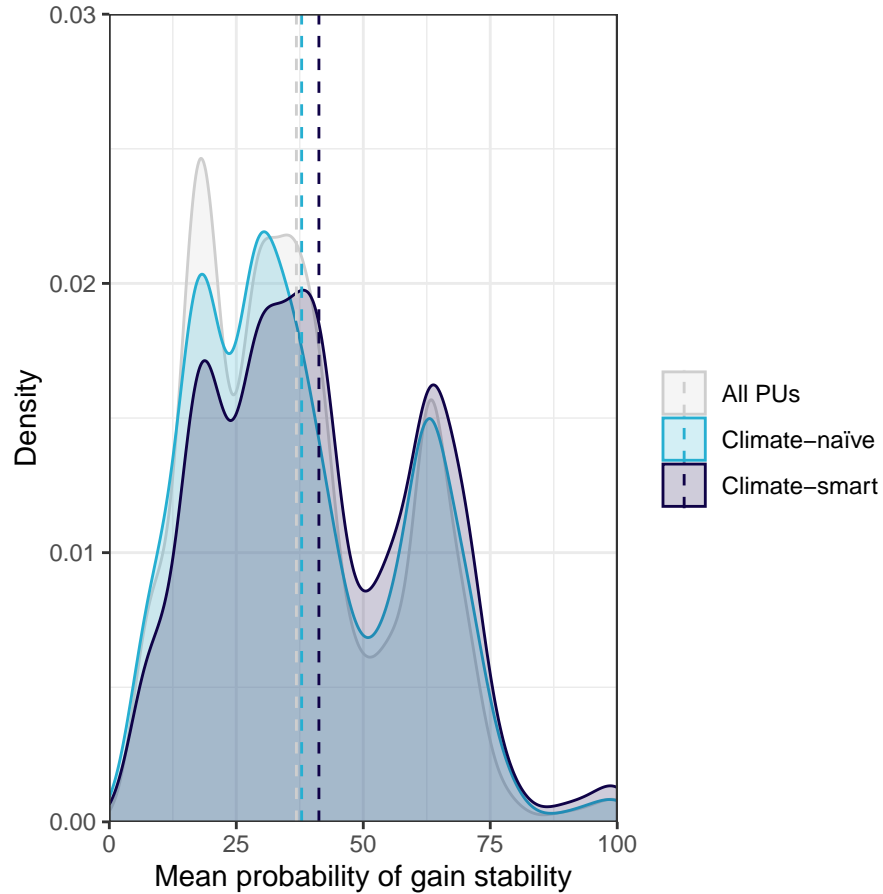 0.03
0.02
0.01
0.00
Density
0
25
50
75
100
Mean probability of gain stability
All PUs
Climate−naïve
Climate−smart